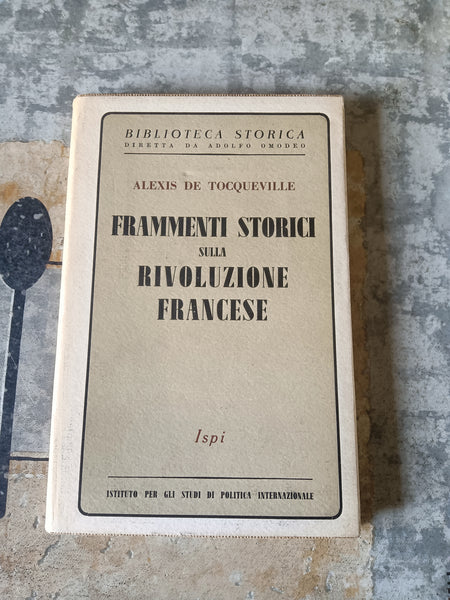 BIBLIOTECA STORICA
DIRETTA DA ADOLFO OMODEO
ALEXIS DE TOCQUEVILLE
FRAMMENTI STORICI
SULLA
RIVOLUZIONE
FRANCESE
Ispi
ISTITUTO PER GLI STUDI DI POLITICA INTERNAZIONALE